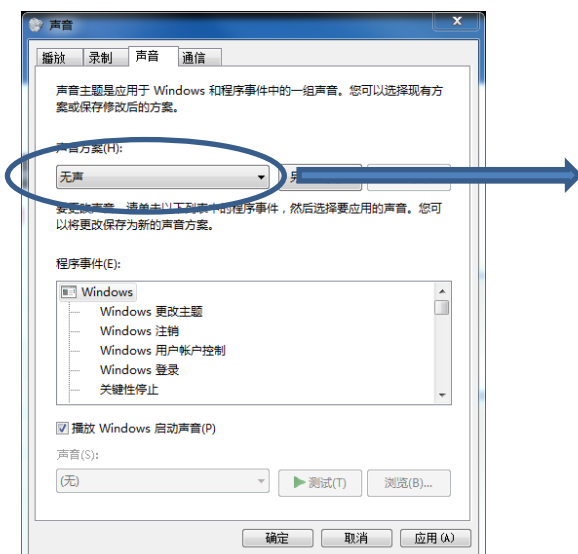 声音
播放 录制 声音 通信
声音主题是应用于 Windows 和程序事件中的一组声音。您可以选择现有方
案或保存修改后的方案。
声音方案(H):
无声
要更改声音，请单击以下列表中的程序事件，然后选择要应用的声音。您可
以将更改保存为新的声音方案。
程序事件(E):
Windows
Windows 更改主题
Windows 注销
Windows 用户帐户控制
Windows 登录
关键性停止
播放 Windows 启动声音(P)
声音(S):
(无) 测试(T) 浏览(B)...
确定 取消 应用(A)